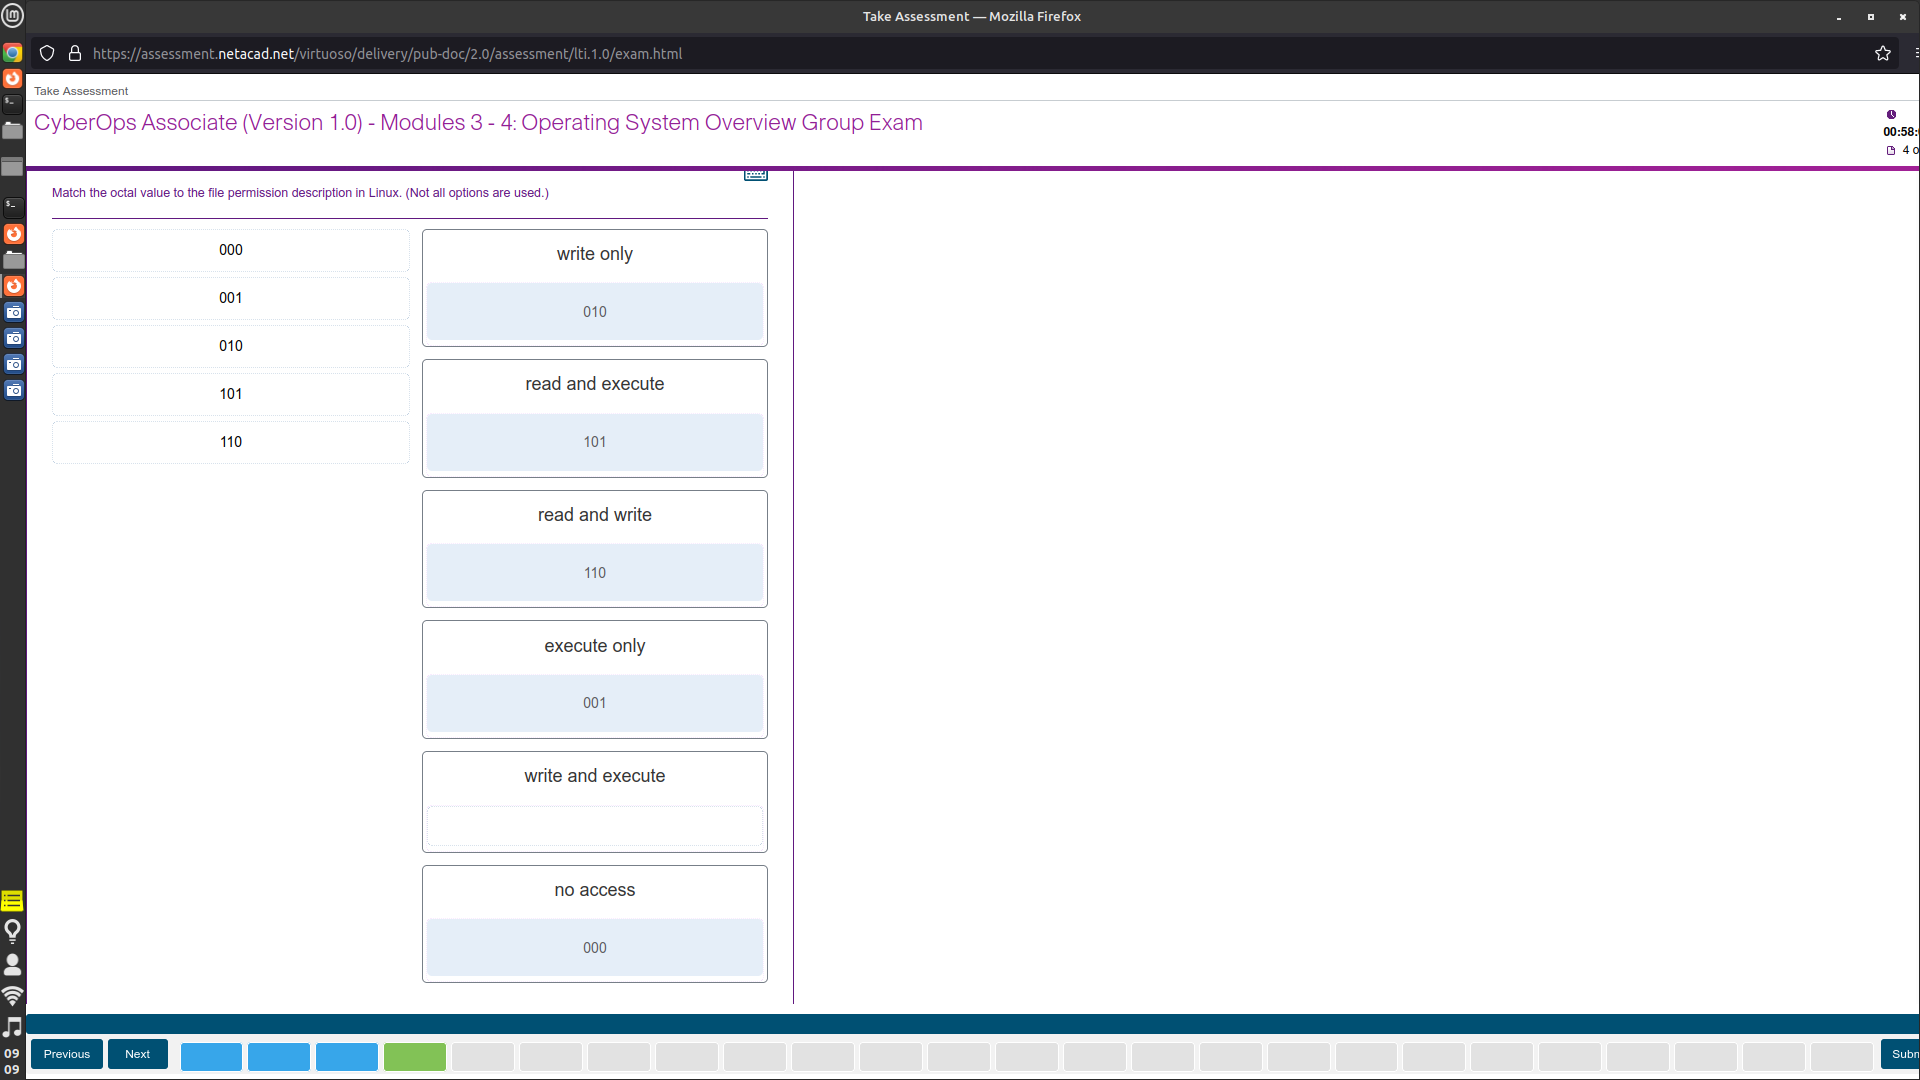 Take Assessment — Mozilla Firefox
https://assessment.netacad.net/virtuoso/delivery/pub-doc/2.0/assessment/lti.1.0/exam.html
Take Assessment
CyberOps Associate (Version 1.0) - Modules 3 - 4: Operating System Overview Group Exam
00:58:
4 o
Match the octal value to the file permission description in Linux. (Not all options are used.)
000
001
010
101
110
write only
010
read and execute
101
read and write
110
execute only
001
write and execute
no access
000
Previous
Next
Subm
09
09